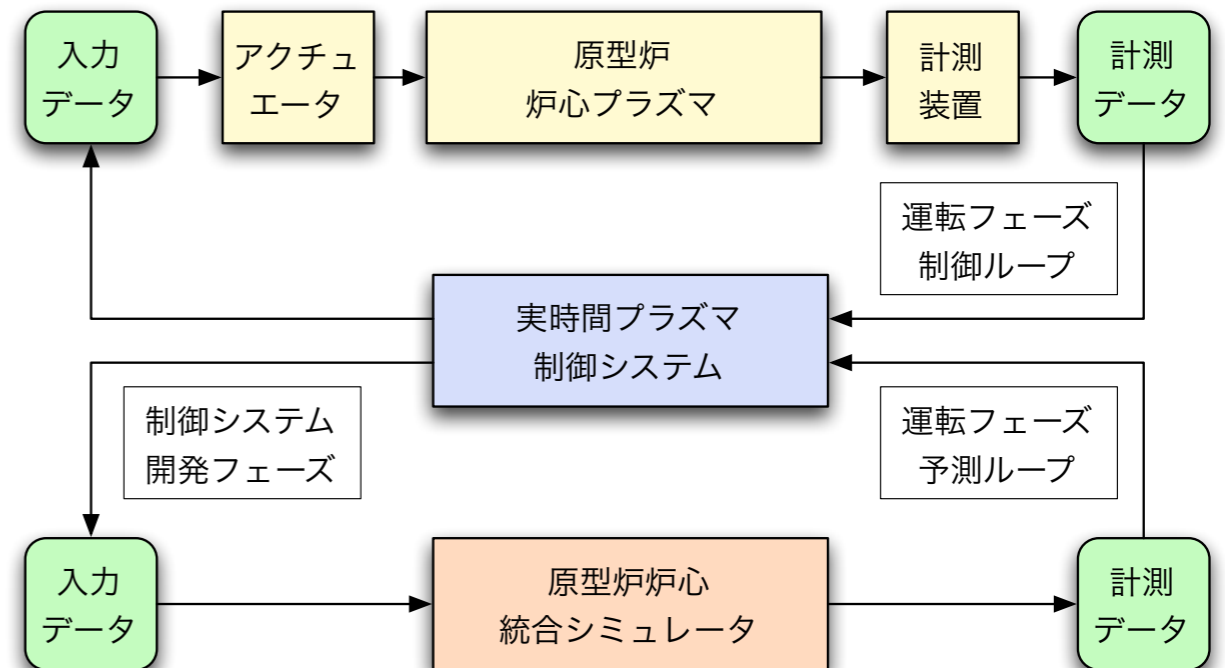 入力
データ
アクチュ
エータ
原型炉
炉心プラズマ
計測
装置
計測
データ
運転フェーズ
制御ループ
実時間プラズマ
制御システム
制御システム
開発フェーズ
運転フェーズ
予測ループ
入力
データ
原型炉炉心
統合シミュレータ
計測
データ